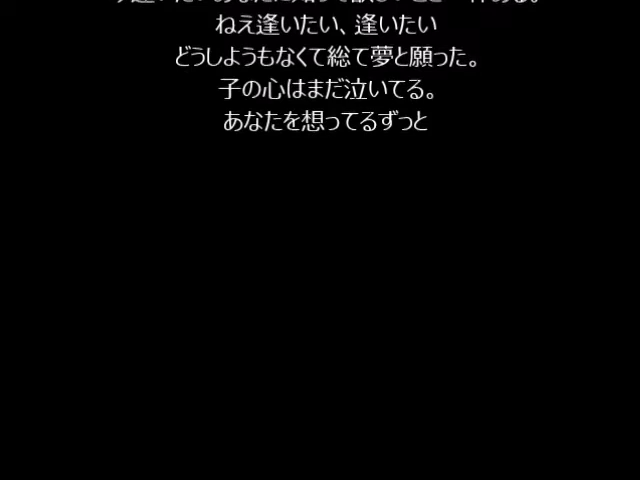 ねえ逢いたい、逢いたい
どうしようもなくて総て夢と願った。
子の心はまだ泣いてる。
あなたを想ってるずっと